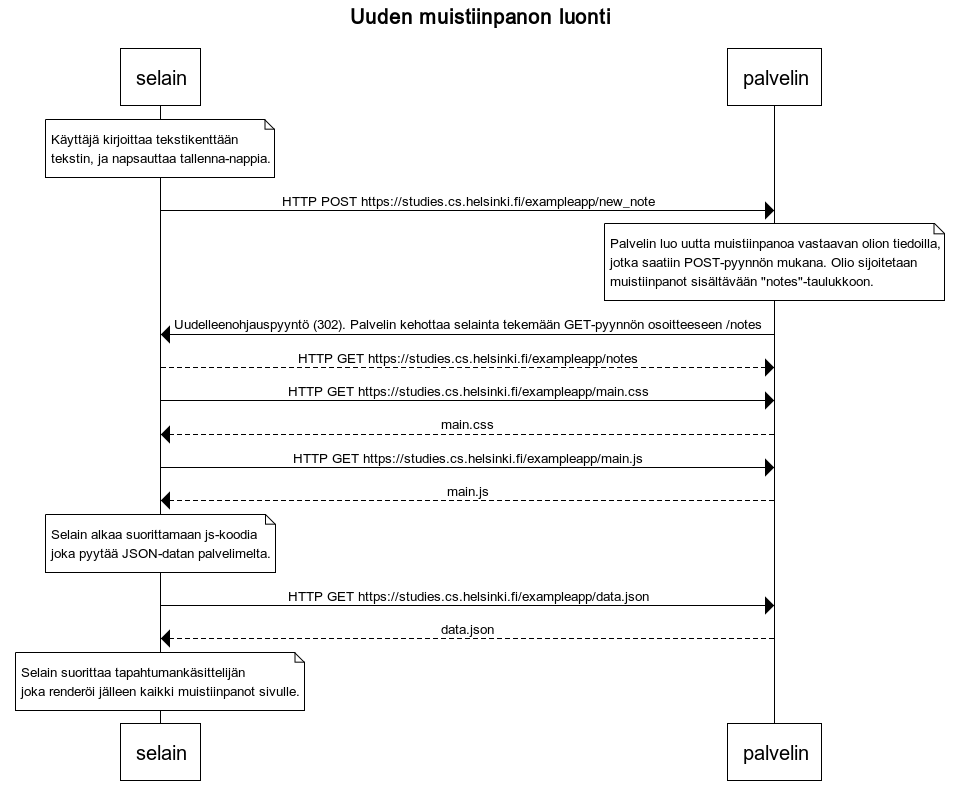 Uuden muistiinpanon luonti
selain
palvelin
Käyttäjä kirjoittaa tekstikenttään
tekstin, ja napsauttaa tallenna-nappia.
HTTP POST https://studies.cs.helsinki.fi/exampleapp/new_note
Palvelin luo uutta muistiinpanoa vastaavan olion tiedoilla,
jotka saatiin POST-pyynnön mukana. Olio sijoitetaan
muistiinpanot sisältävään "notes"-taulukkoon.
Uudelleenohjauspyyntö (302). Palvelin kehottaa selainta tekemään GET-pyynnön osoitteeseen /notes
HTTP GET https://studies.cs.helsinki.fi/exampleapp/notes
HTTP GET https://studies.cs.helsinki.fi/exampleapp/main.css
main.css
HTTP GET https://studies.cs.helsinki.fi/exampleapp/main.js
main.js
Selain alkaa suorittamaan js-koodia
joka pyytää JSON-datan palvelimelta.
HTTP GET https://studies.cs.helsinki.fi/exampleapp/data.json
data.json
Selain suorittaa tapahtumankäsittelijän
joka renderöi jälleen kaikki muistiinpanot sivulle.
selain
palvelin